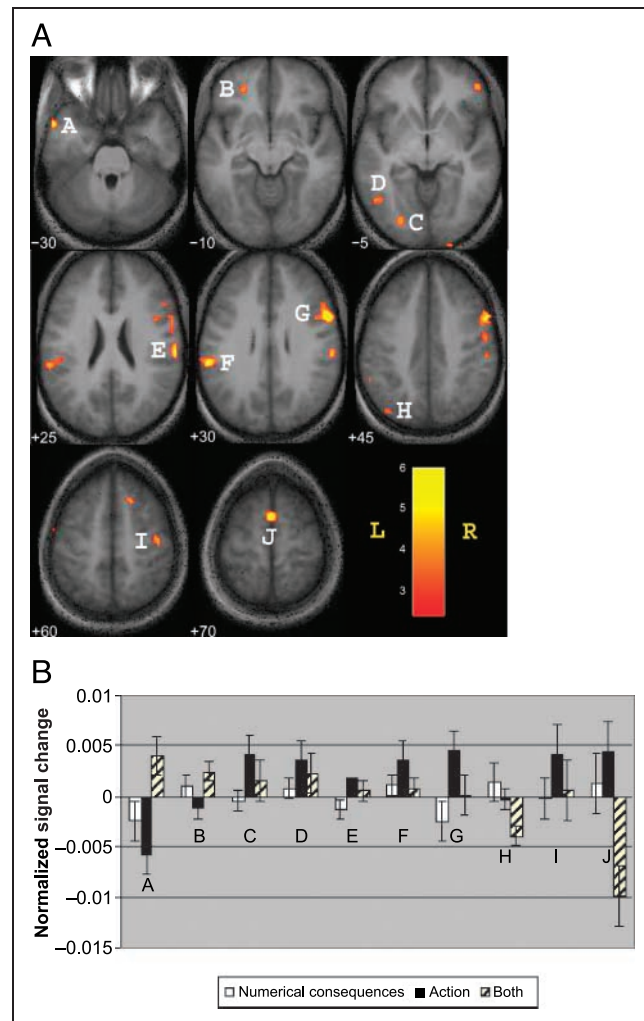 A
A
B
D
C
−30
−10
−5
E
F
G
H
+25
+30
+45
I
J
6
5
4
3
L
R
+60
+70
B
Normalized signal change
0.01
0.005
0
−0.005
−0.01
−0.015
A
B
C
D
E
F
G
H
I
J
Numerical consequences
Action
Both